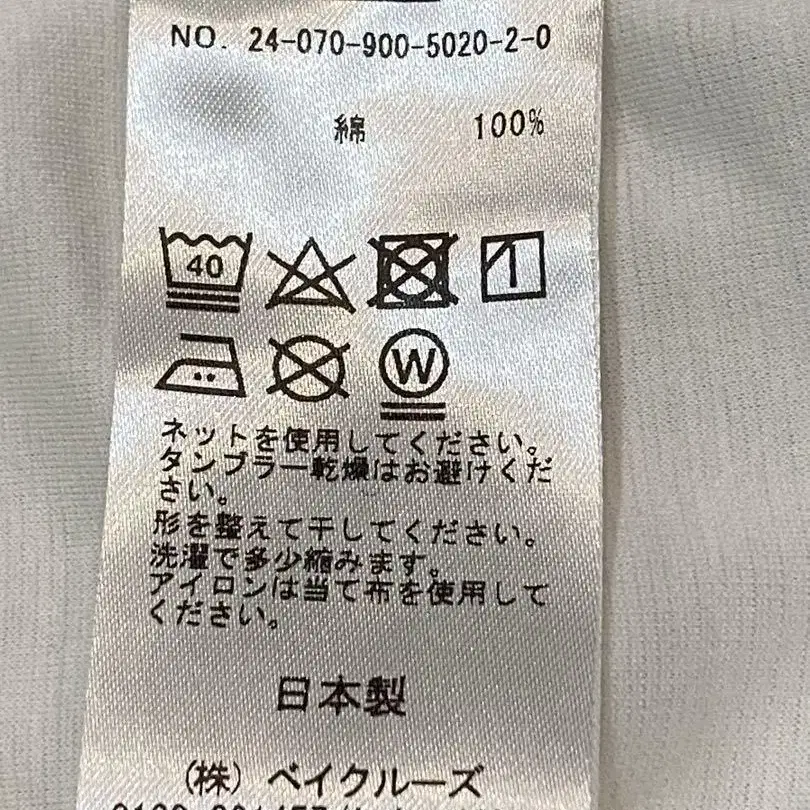 NO. 24-070-900-5020-2-0
綿 100%
40
W
ネットを使用してください。
タンブラー乾燥はお避けくだ
さい。
形を整えて干してください。
洗濯で多少縮みます。
アイロンは当て布を使用して
ください。
日本製
(株) ベイクルーズ